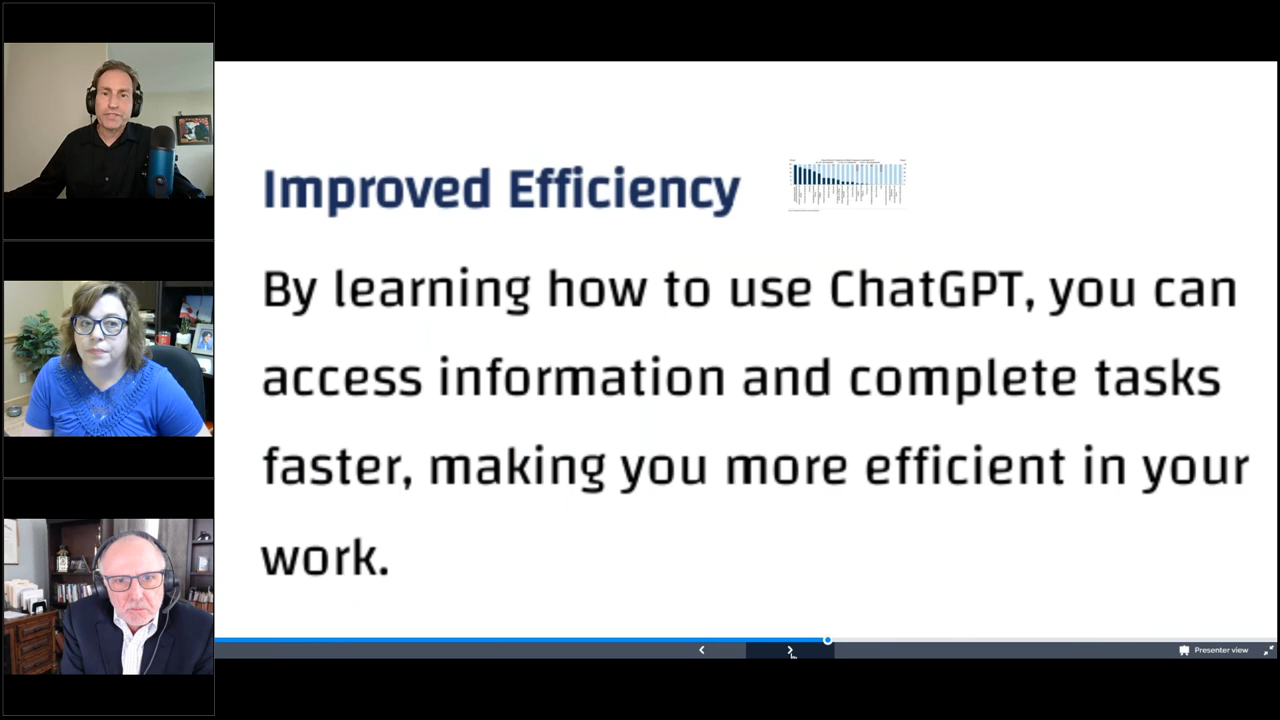 Improved Efficiency
By learning how to use ChatGPT, you can
access information and complete tasks
faster, making you more efficient in your
work.
Presenter view